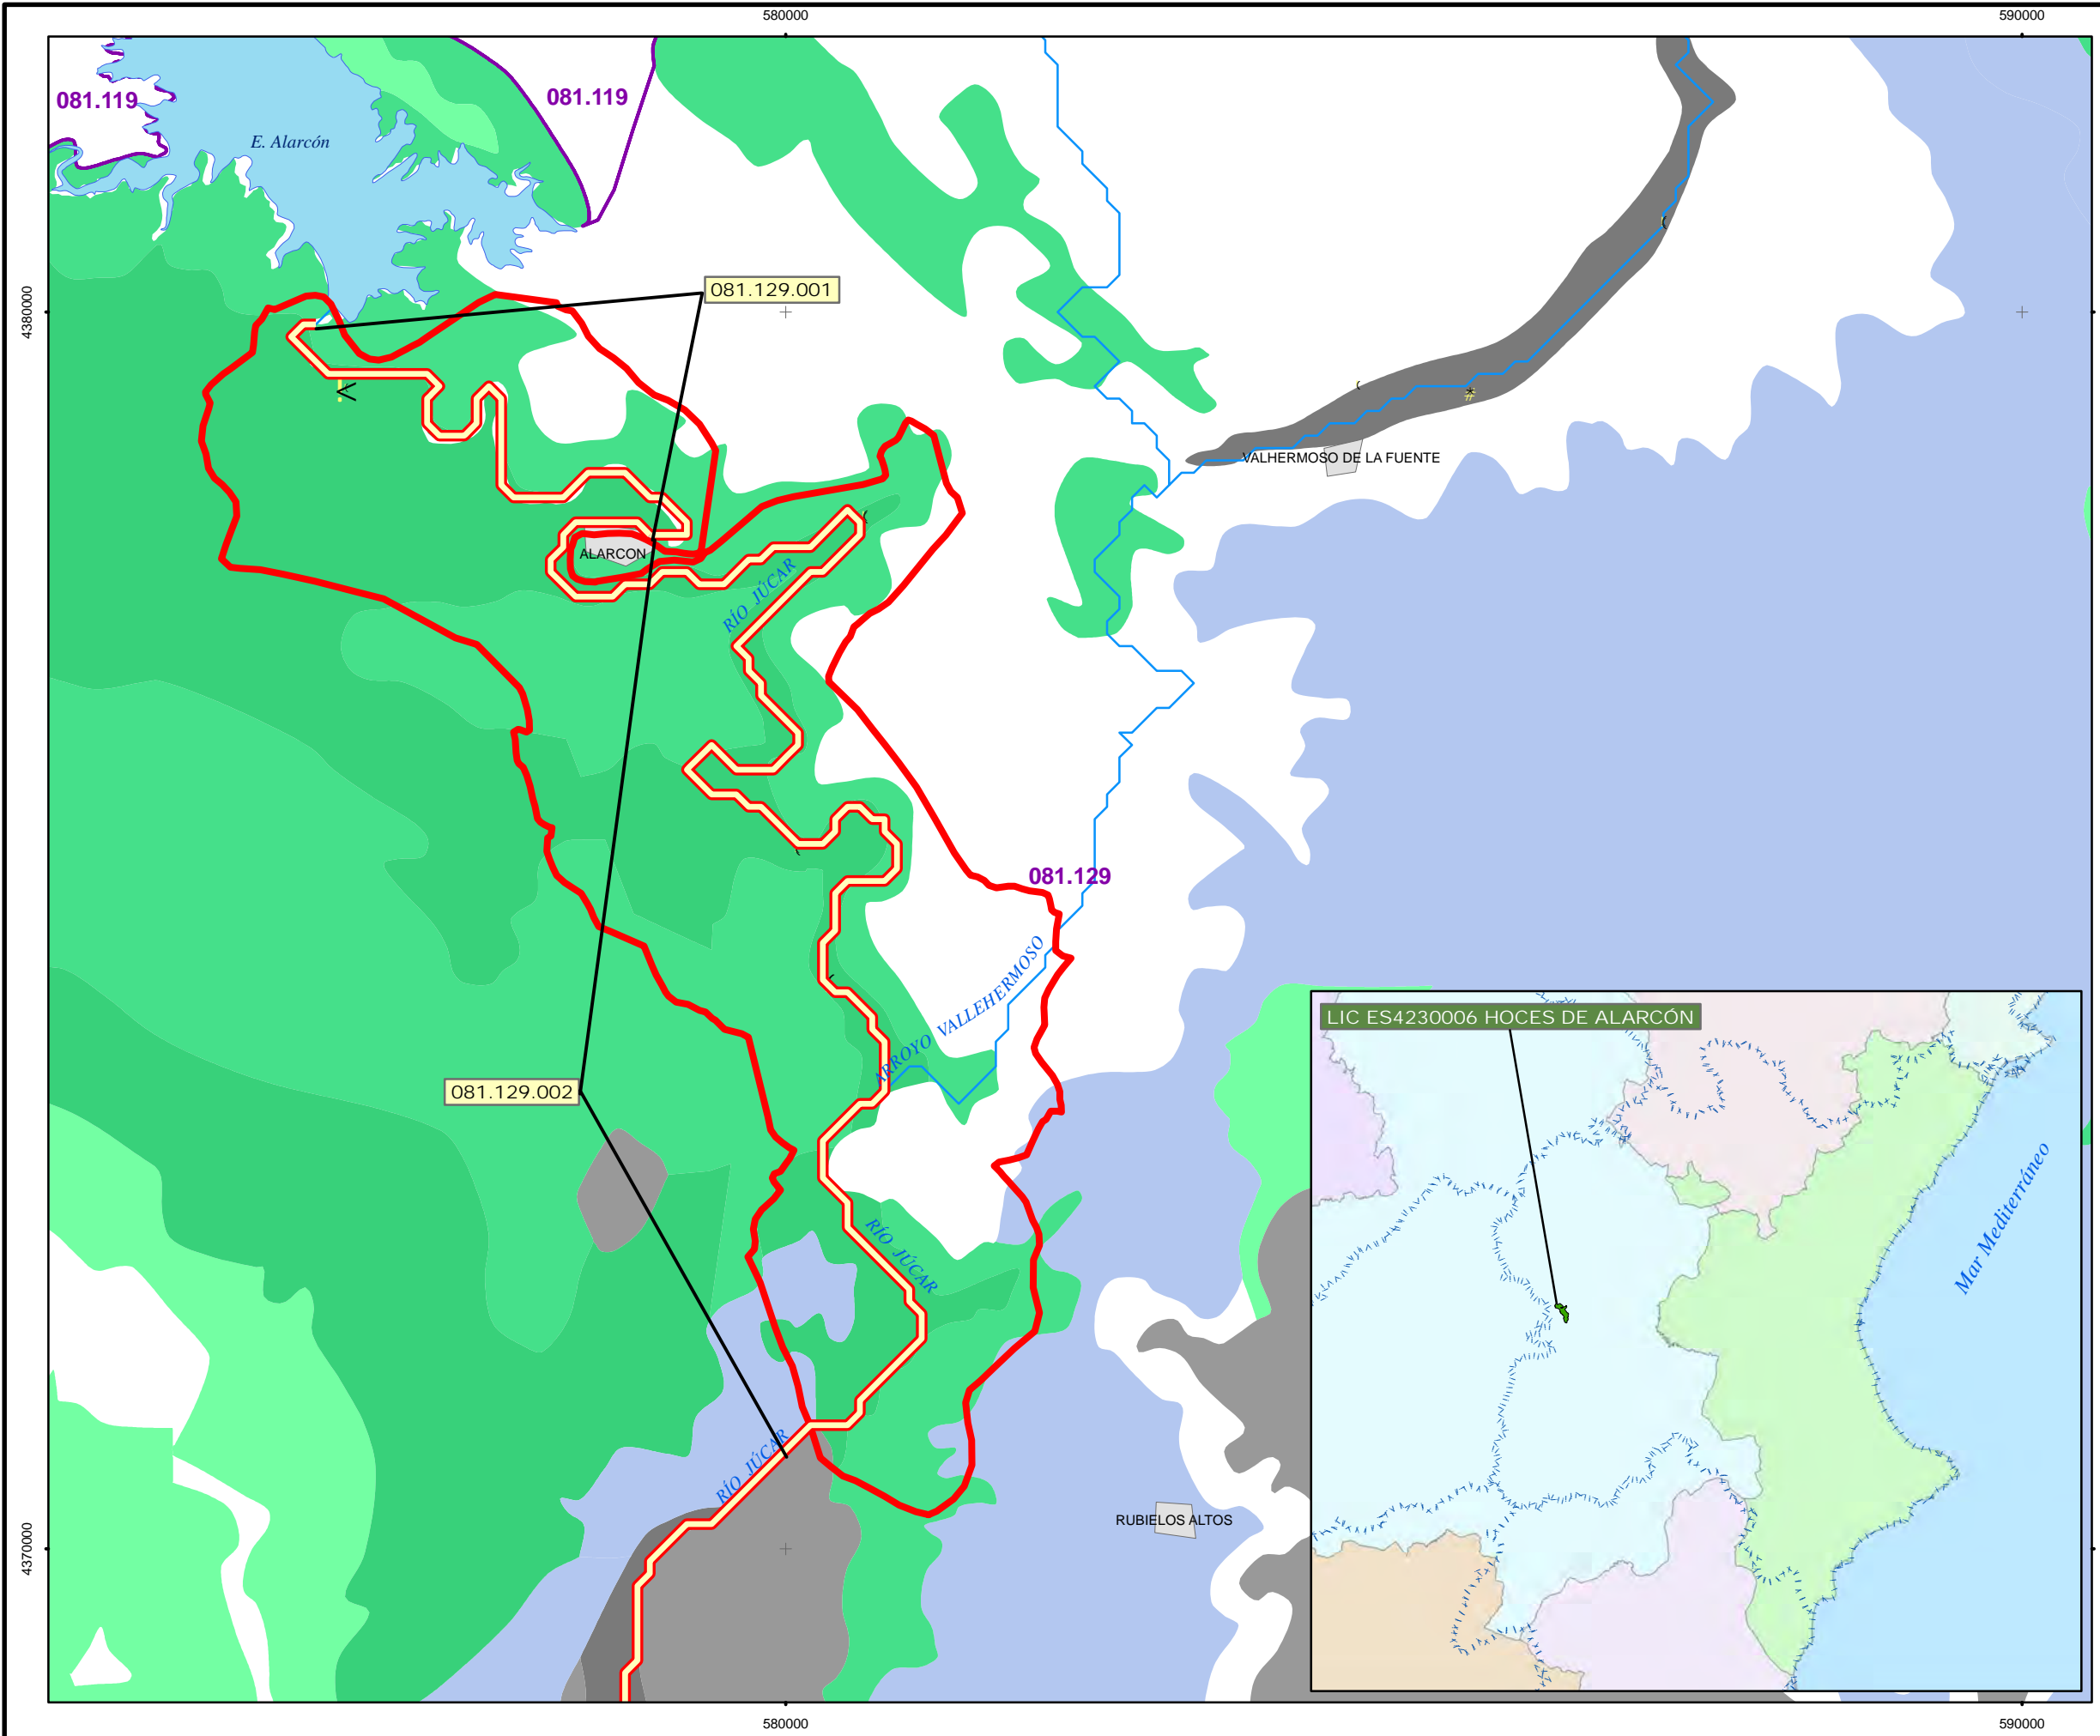 580000
590000
081.119
081.119
E. Alarcón
4380000
081.129.001
VALHERMOSO DE LA FUENTE
ALARCON
RÍO JÚCAR
081.129
ARROYO VALLEHERMOSO
LIC ES4230006 HOCES DE ALARCÓN
081.129.002
Mar Mediterráneo
RÍO JÚCAR
RÍO JÚCAR
RUBIELOS ALTOS
4370000
580000
590000